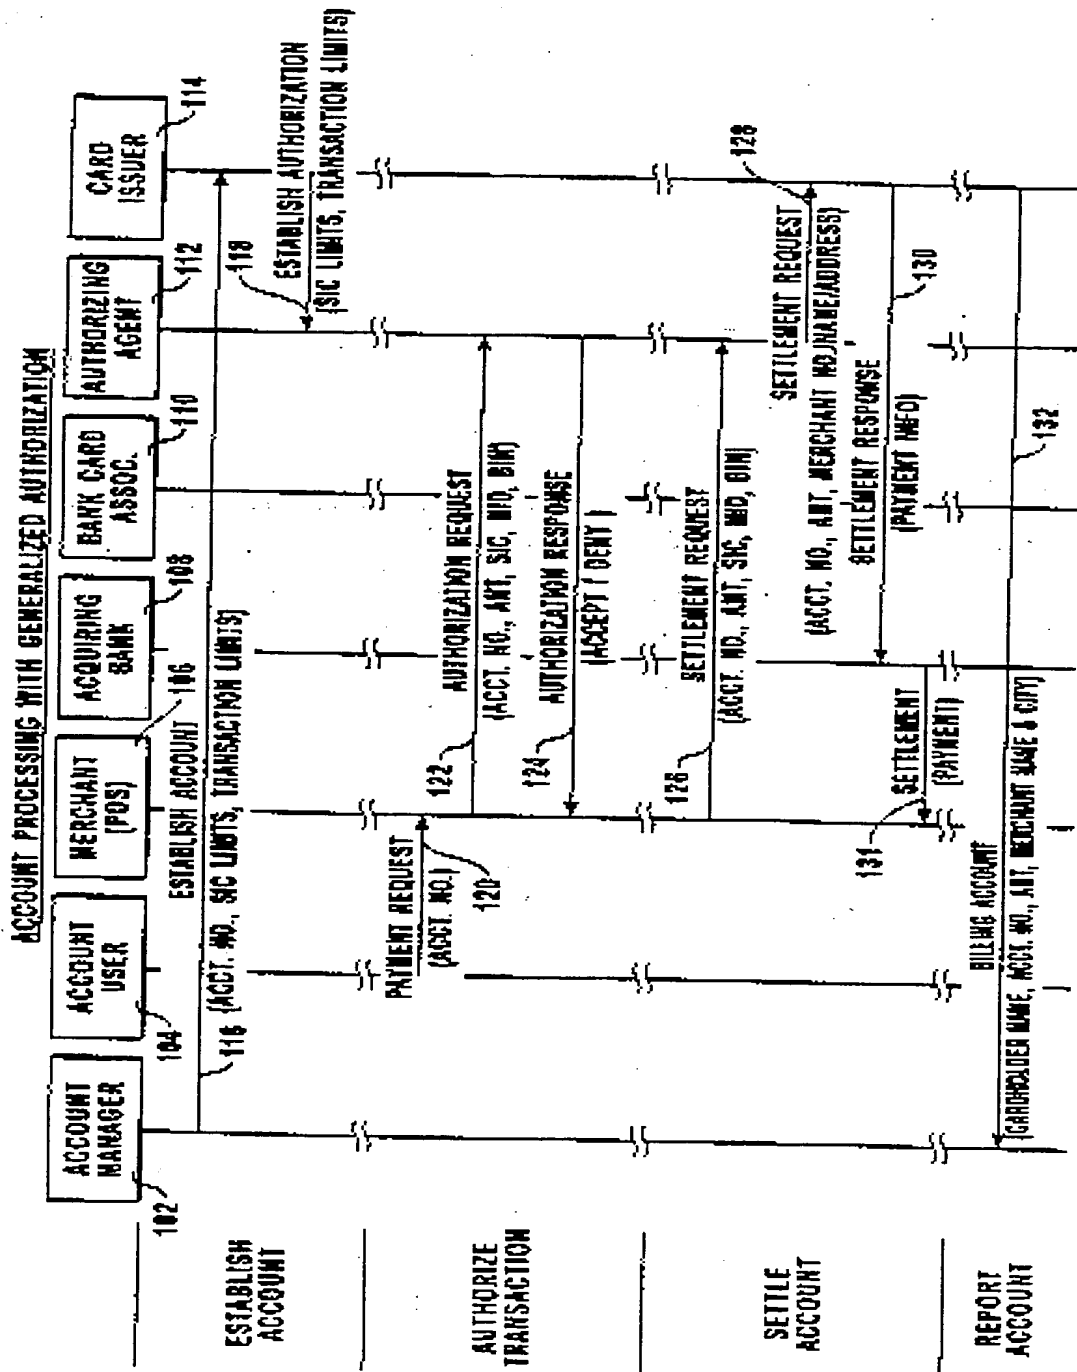 ACCOUNT PROCESSING WITH GENERALIZED AUTHORIZATION
ACCOUNT
MANAGER
102
ACCOUNT
USER
104
MERCHANT
(POS)
106
ACQUIRING
BANK
108
BANK CARD
ASSOC.
110
AUTHORIZING
AGENT
112
CARD
ISSUER
114
ESTABLISH
ACCOUNT
116
ESTABLISH ACCOUNT
(ACCT. NO., SIC LIMITS, TRANSACTION LIMITS)
118
ESTABLISH AUTHORIZATION
(SIC LIMITS, TRANSACTION LIMITS)
AUTHORIZE
TRANSACTION
PAYMENT REQUEST
(ACCT. NO.)
120
122
AUTHORIZATION REQUEST
(ACCT. NO., AMT, SIC, MID, BIN)
124
AUTHORIZATION RESPONSE
(ACCEPT / DENY)
SETTLE
ACCOUNT
126
SETTLEMENT REQUEST
(ACCT. NO., AMT, SIC, MID, BIN)
SETTLEMENT REQUEST
128
(ACCT. NO., AMT, MERCHANT NO./NAME/ADDRESS)
SETTLEMENT RESPONSE
(PAYMENT INFO)
130
131
SETTLEMENT
(PAYMENT)
REPORT
ACCOUNT
BILLING ACCOUNT
(CARDHOLDER NAME, ACCT. NO., AMT, MERCHANT NAME & CITY)
132